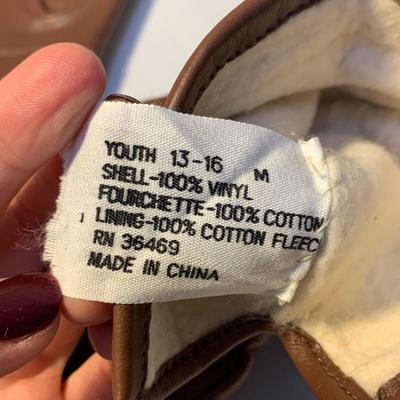 YOUTH 13-16 M
SHELL-100% VINYL
FOURCHETTE-100% COTTON
LINING-100% COTTON FLEEC
RN 36469
MADE IN CHINA